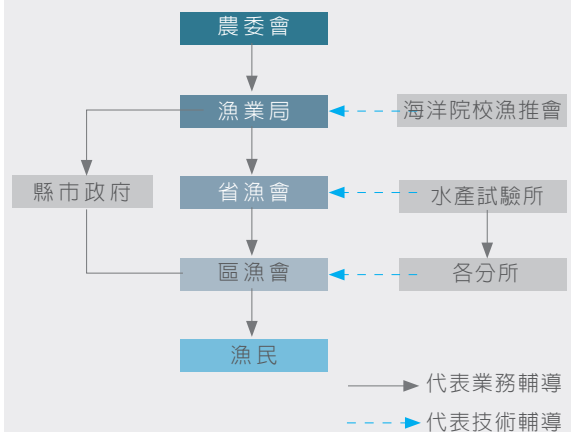 農委會
漁業局
海洋院校漁推會
縣市政府
省漁會
水產試驗所
區漁會
各分所
漁民
代表業務輔導
代表技術輔導